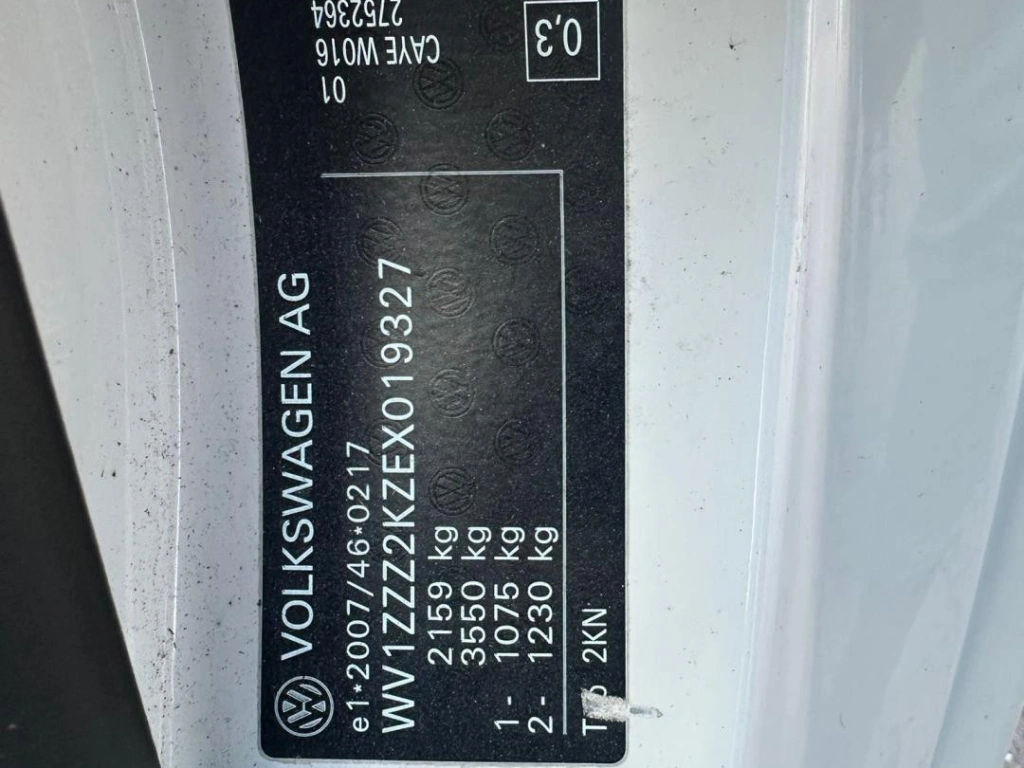 VOLKSWAGEN AG
e1*2007/46*0217
WV1ZZZ2KZEX019327
2159 kg
3550 kg
1 - 1075 kg
2 - 1230 kg
2KN
01
CAYE W016
2752364
0,3